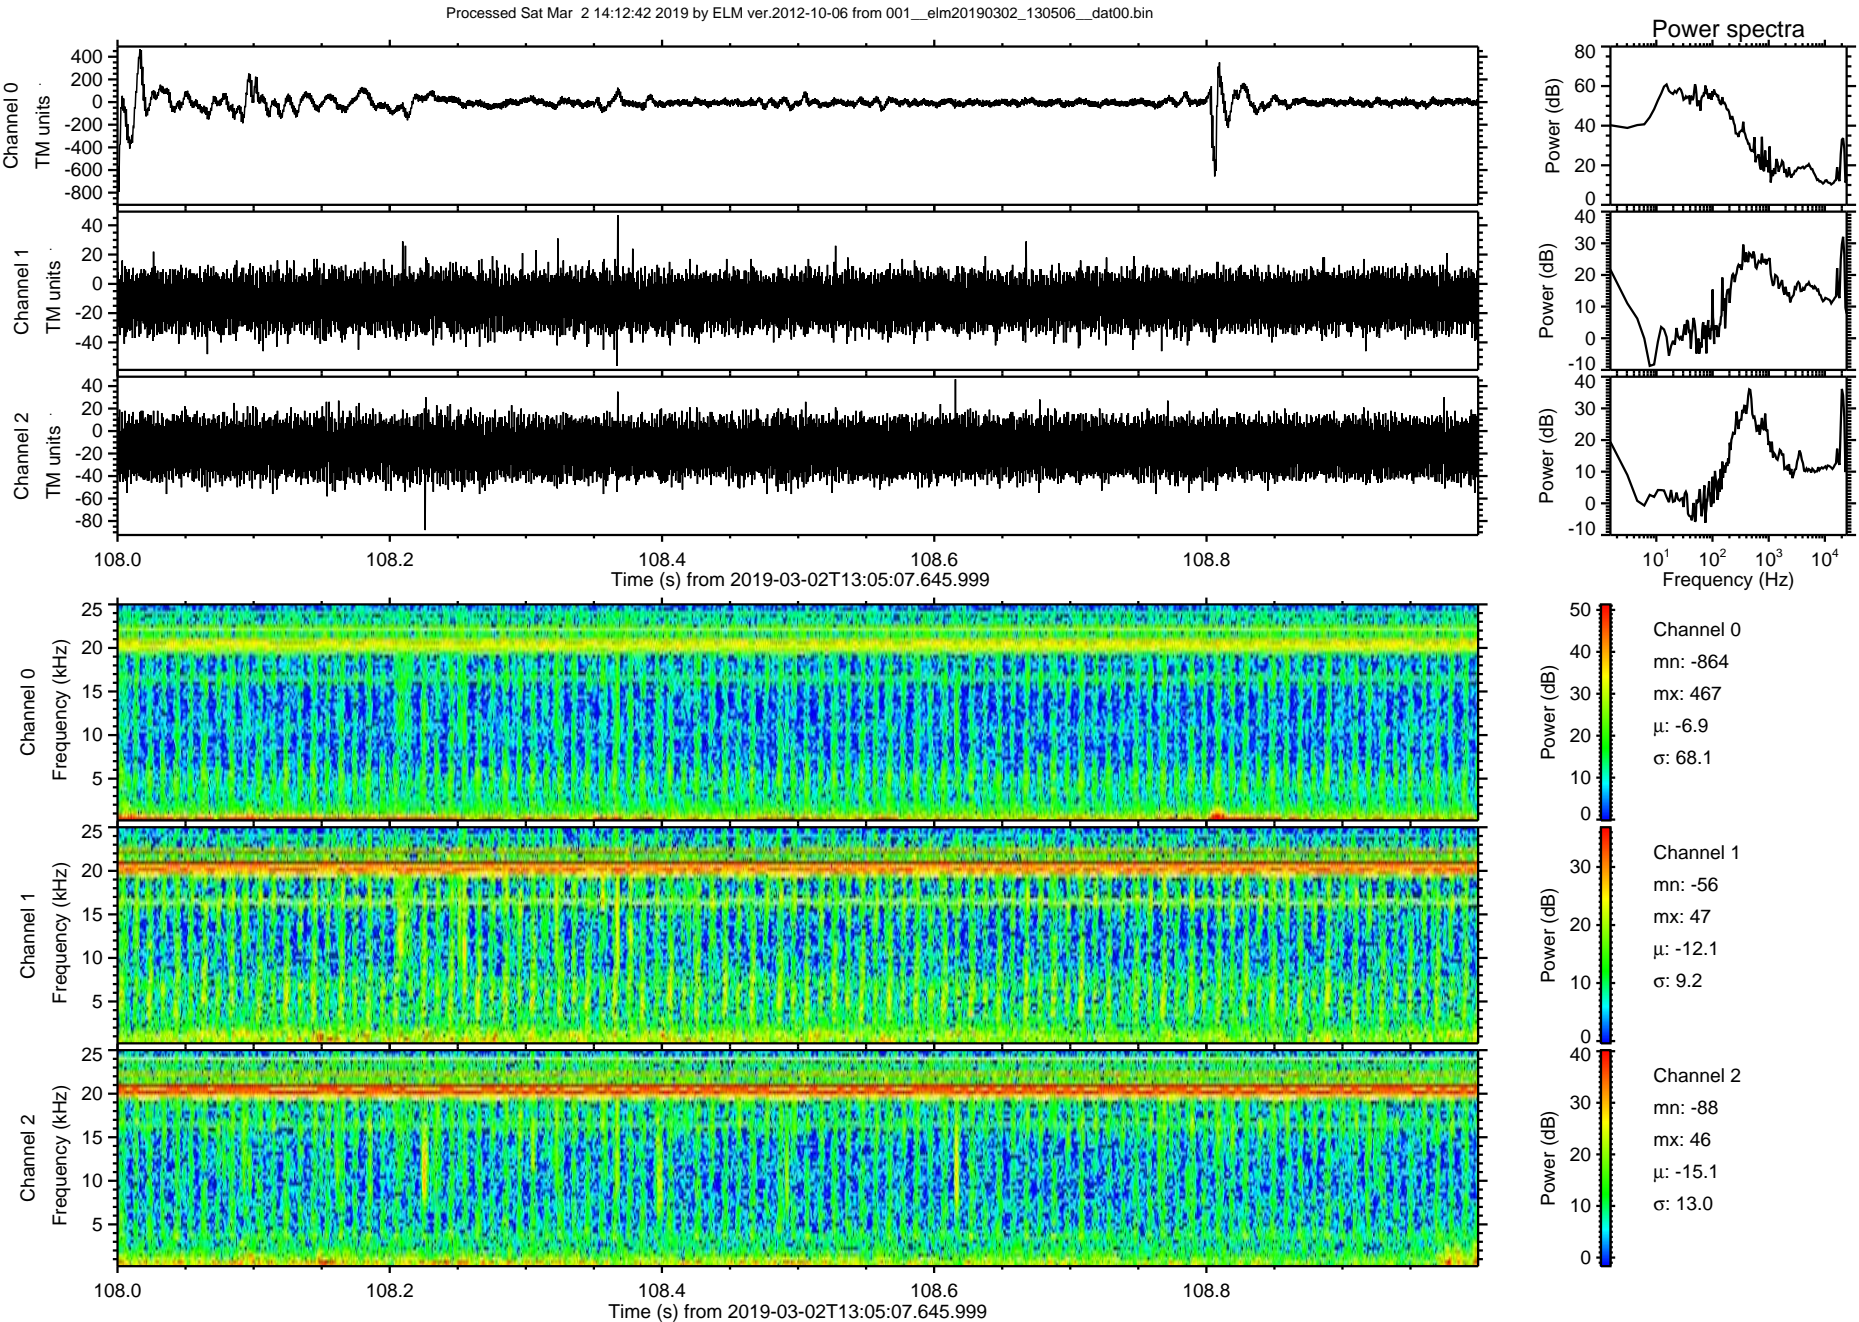 Processed Sat Mar  2 14:12:42 2019 by ELM ver.2012-10-06 from 001__elm20190302_130506__dat00.bin
Power spectra
Channel 0
TM units
400
200
0
-200
-400
-600
-800
Power (dB)
80
60
40
20
0
Channel 1
TM units
40
20
0
-20
-40
Power (dB)
40
30
20
10
0
-10
Channel 2
TM units
40
20
0
-20
-40
-60
-80
Power (dB)
40
30
20
10
0
-10
108.0 108.2 108.4 108.6 108.8
Time (s) from 2019-03-02T13:05:07.645.999
10^1 10^2 10^3 10^4
Frequency (Hz)
Channel 0
Frequency (kHz)
25
20
15
10
5
Power (dB)
50
40
30
20
10
0
Channel 0
mn: -864
mx: 467
μ: -6.9
σ: 68.1
Channel 1
Frequency (kHz)
25
20
15
10
5
Power (dB)
30
20
10
0
Channel 1
mn: -56
mx: 47
μ: -12.1
σ: 9.2
Channel 2
Frequency (kHz)
25
20
15
10
5
Power (dB)
40
30
20
10
0
Channel 2
mn: -88
mx: 46
μ: -15.1
σ: 13.0
108.0 108.2 108.4 108.6 108.8
Time (s) from 2019-03-02T13:05:07.645.999